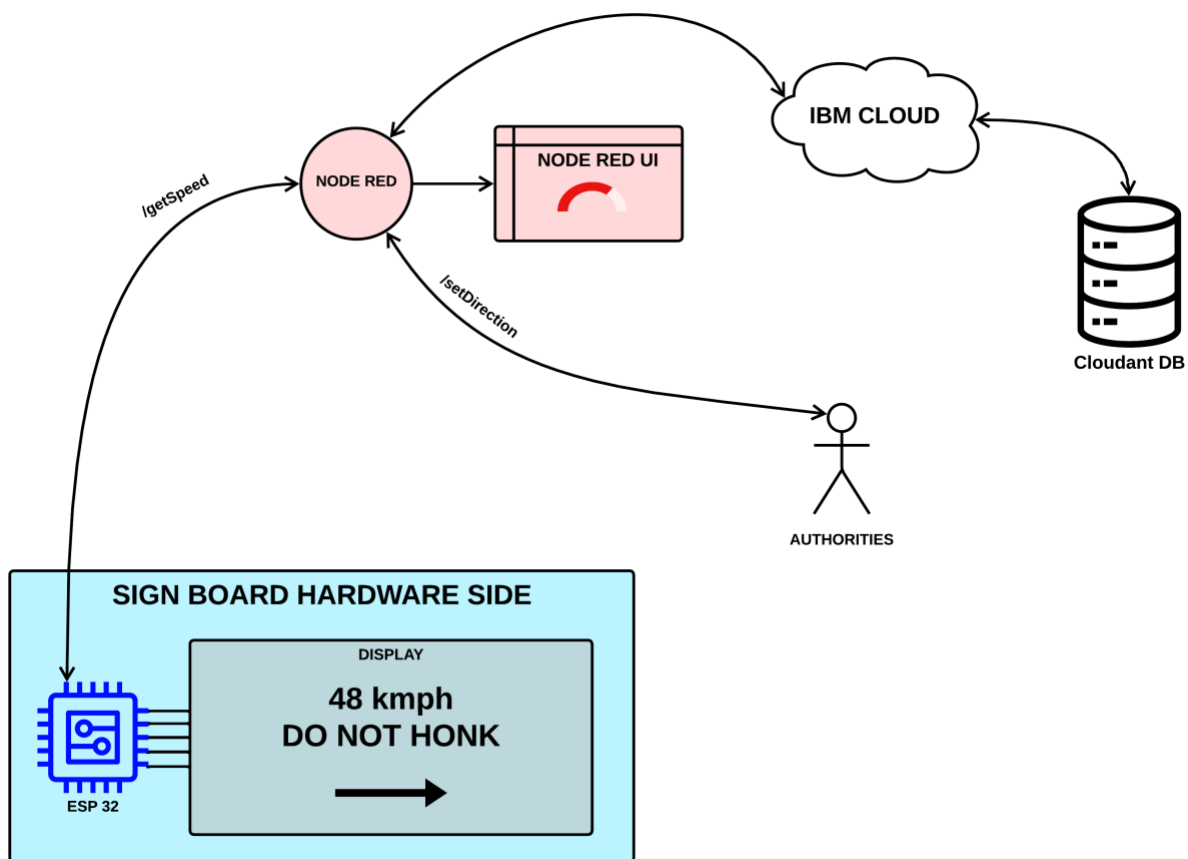 IBM CLOUD
NODE RED UI
NODE RED
/getSpeed
/setDirection
Cloudant DB
AUTHORITIES
SIGN BOARD HARDWARE SIDE
DISPLAY
48 kmph
DO NOT HONK
ESP 32